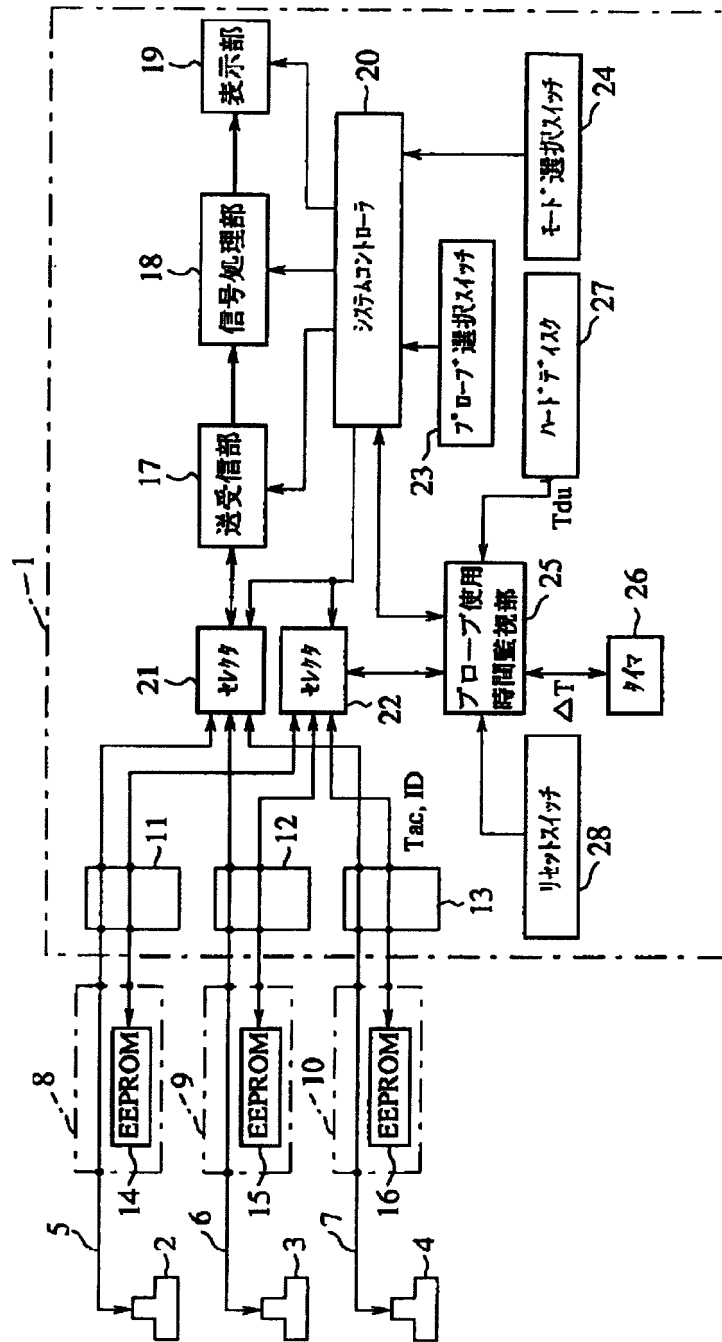 1
2
3
4
5
6
7
8
9
10
EEPROM
14
EEPROM
15
EEPROM
16
11
12
13
Tac, ID
セレクタ
21
セレクタ
22
送受信部
17
信号処理部
18
表示部
19
システムコントローラ
20
プローブ選択スイッチ
23
モード選択スイッチ
24
プローブ使用
時間監視部
25
ΔT
タイマ
26
Tdu
ハードディスク
27
リセットスイッチ
28